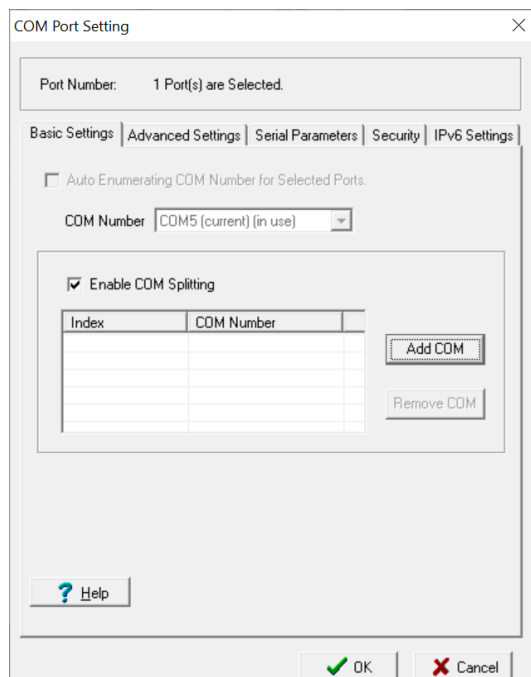 COM Port Setting
Port Number: 1 Port(s) are Selected.
Basic Settings Advanced Settings Serial Parameters Security IPv6 Settings
Auto Enumerating COM Number for Selected Ports.
COM Number COM5 (current) (in use)
Enable COM Splitting
Index COM Number
Add COM
Remove COM
? Help
OK Cancel